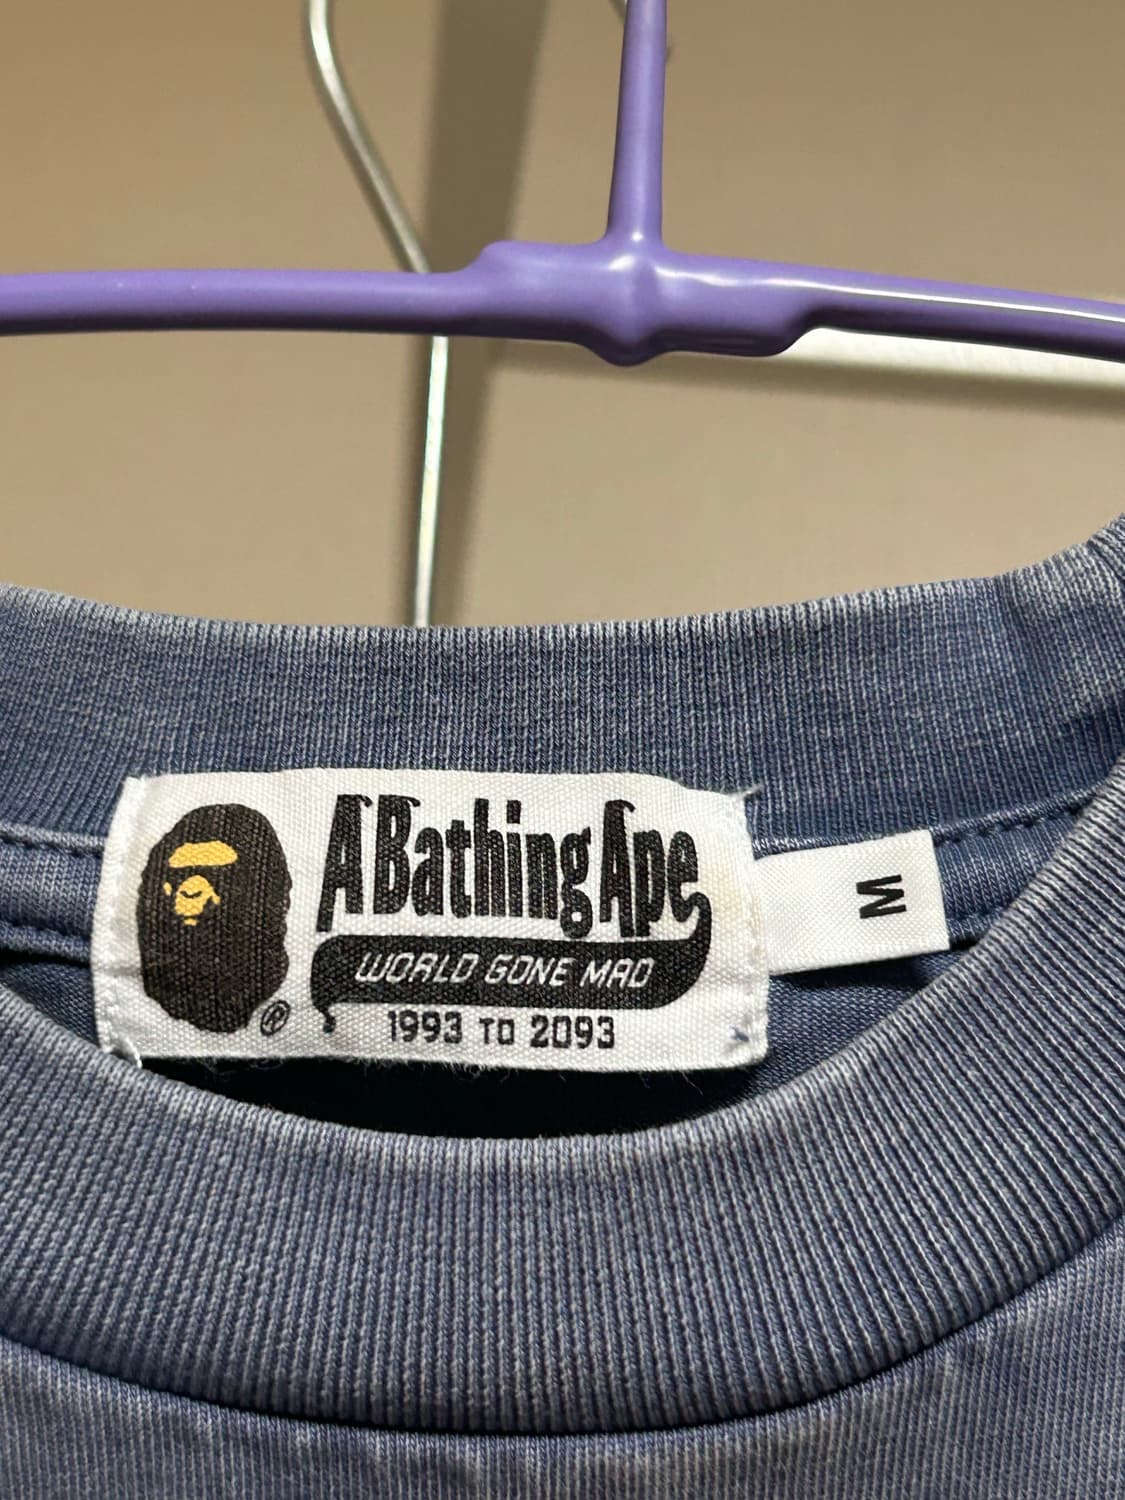 A Bathing Ape
WORLD GONE MAD
®
1993 TO 2093
M